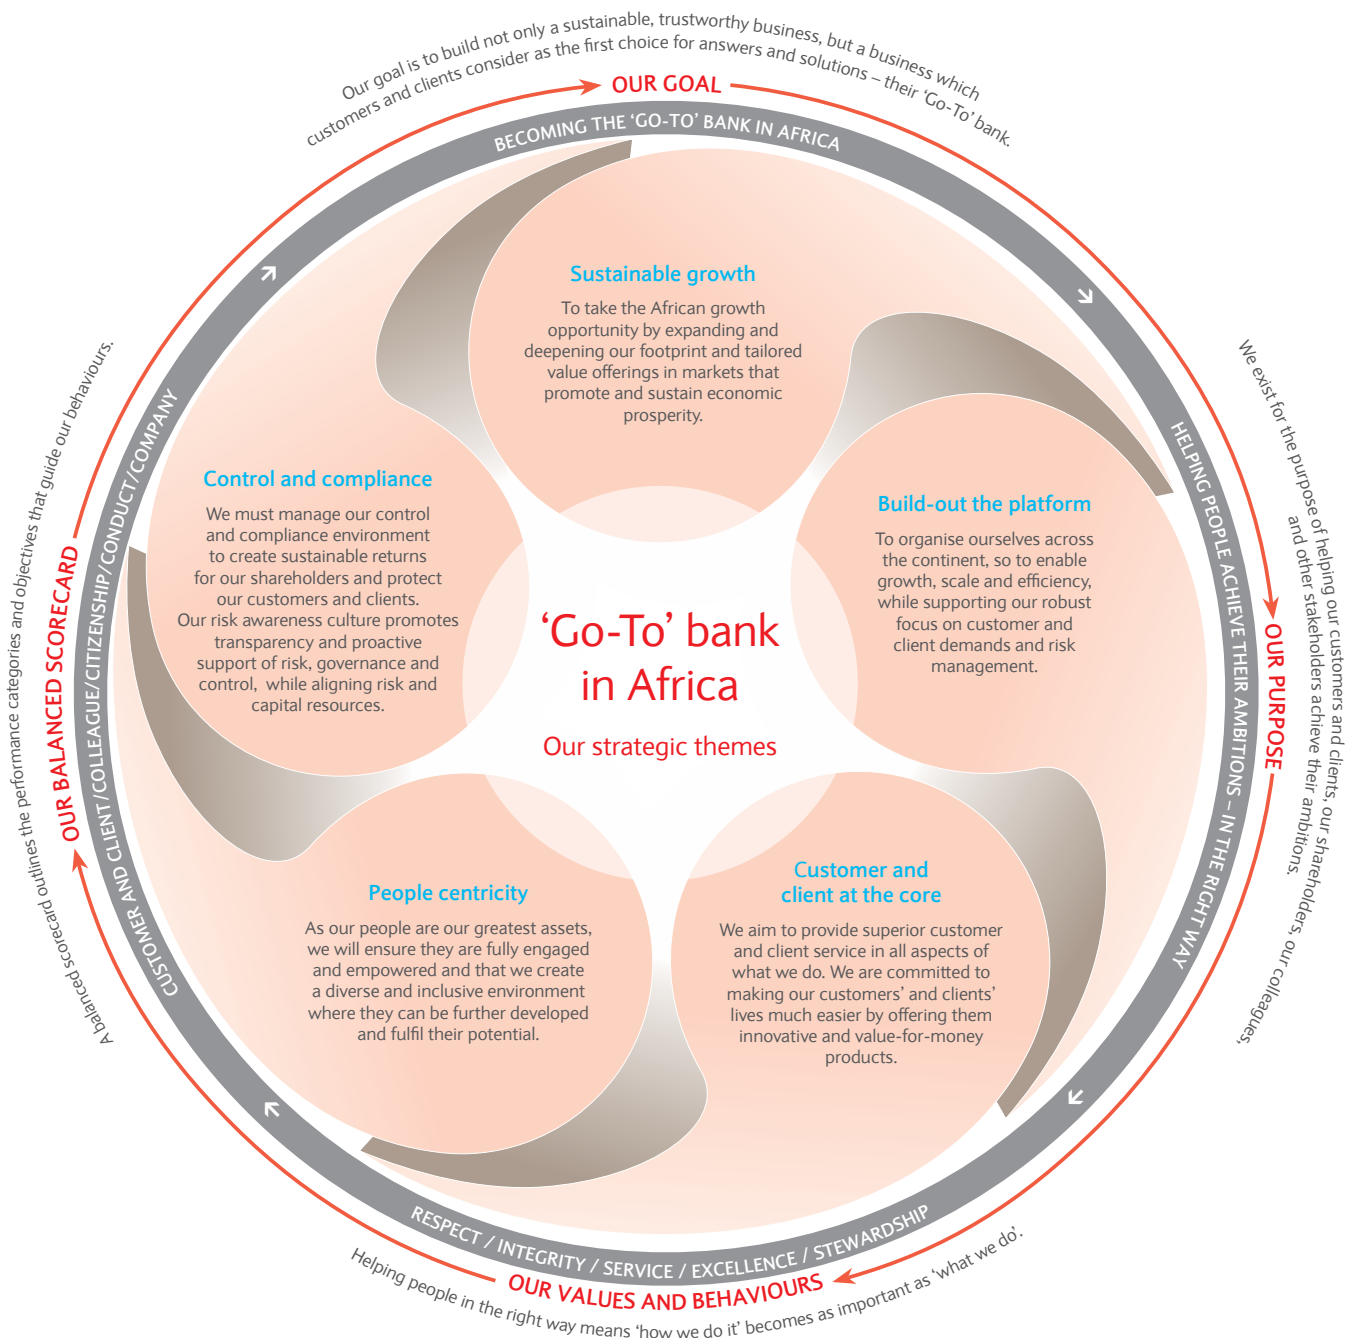 Our goal is to build not only a sustainable, trustworthy business, but a business which
customers and clients consider as the first choice for answers and solutions – their ‘Go-To’ bank.
OUR GOAL
BECOMING THE ‘GO-TO’ BANK IN AFRICA
Sustainable growth
To take the African growth
opportunity by expanding and
deepening our footprint and tailored
value offerings in markets that
promote and sustain economic
prosperity.
We exist for the purpose of helping our customers and clients, our shareholders, our colleagues,
and other stakeholders achieve their ambitions.
OUR PURPOSE
HELPING PEOPLE ACHIEVE THEIR AMBITIONS – IN THE RIGHT WAY
Build-out the platform
To organise ourselves across
the continent, so to enable
growth, scale and efficiency,
while supporting our robust
focus on customer and
client demands and risk
management.
Customer and
client at the core
We aim to provide superior customer
and client service in all aspects of
what we do. We are committed to
making our customers’ and clients’
lives much easier by offering them
innovative and value-for-money
products.
RESPECT / INTEGRITY / SERVICE / EXCELLENCE / STEWARDSHIP
OUR VALUES AND BEHAVIOURS
Helping people in the right way means ‘how we do it’ becomes as important as ‘what we do’.
People centricity
As our people are our greatest assets,
we will ensure they are fully engaged
and empowered and that we create
a diverse and inclusive environment
where they can be further developed
and fulfil their potential.
A balanced scorecard outlines the performance categories and objectives that guide our behaviours.
OUR BALANCED SCORECARD
CUSTOMER AND CLIENT/COLLEAGUE/CITIZENSHIP/CONDUCT/COMPANY
Control and compliance
We must manage our control
and compliance environment
to create sustainable returns
for our shareholders and protect
our customers and clients.
Our risk awareness culture promotes
transparency and proactive
support of risk, governance and
control, while aligning risk and
capital resources.
‘Go-To’ bank
in Africa
Our strategic themes